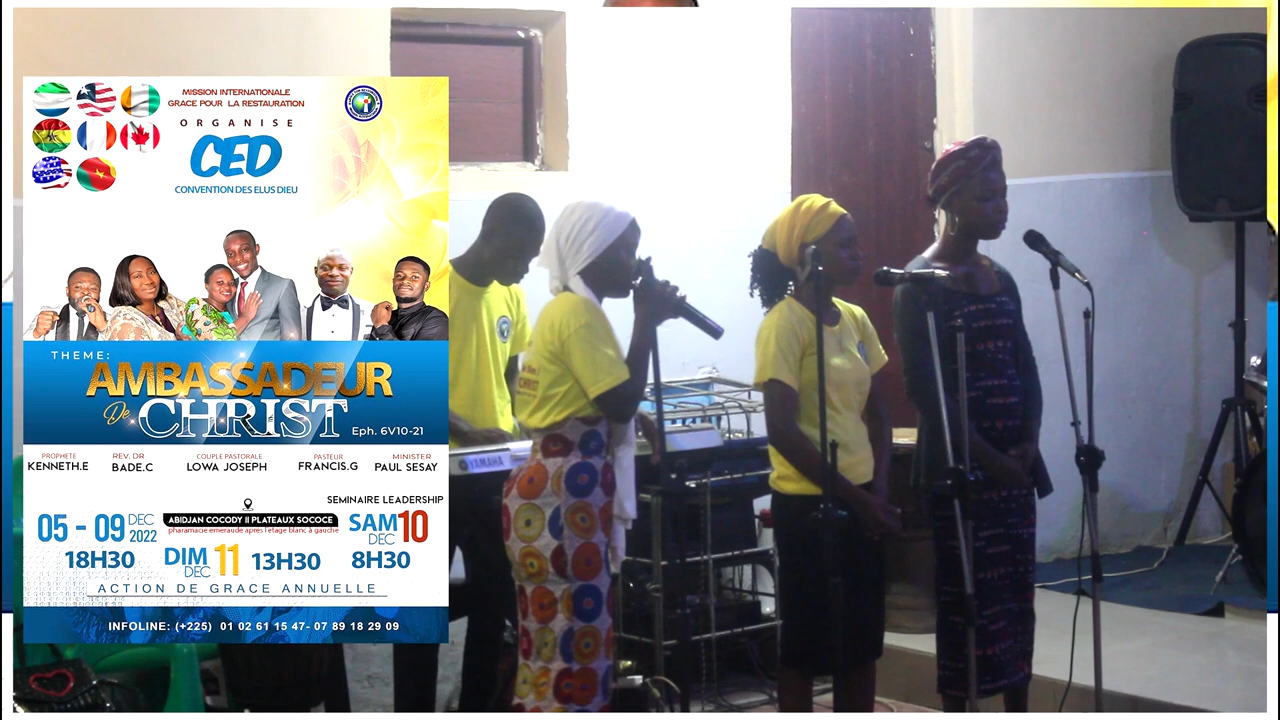 MISSION INTERNATIONALE
GRACE POUR LA RESTAURATION
ORGANISE
CED
CONVENTION DES ELUS DIEU
THEME:
AMBASSADEUR
De CHRIST
Eph. 6V10-21
PROPHETE
KENNETH.E
REV. DR
BADE.C
COUPLE PASTORALE
LOWA JOSEPH
PASTEUR
FRANCIS.G
MINISTER
PAUL SESAY
SEMINAIRE LEADERSHIP
05 - 09 DEC 2022
18H30
ABIDJAN COCODY II PLATEAUX SOCOCE
pharamacie emeraude après l'etage blanc à gauche
DIM DEC 11 13H30
SAM DEC 10
8H30
ACTION DE GRACE ANNUELLE
INFOLINE: (+225) 01 02 61 15 47- 07 89 18 29 09
YAMAHA
CHRIST